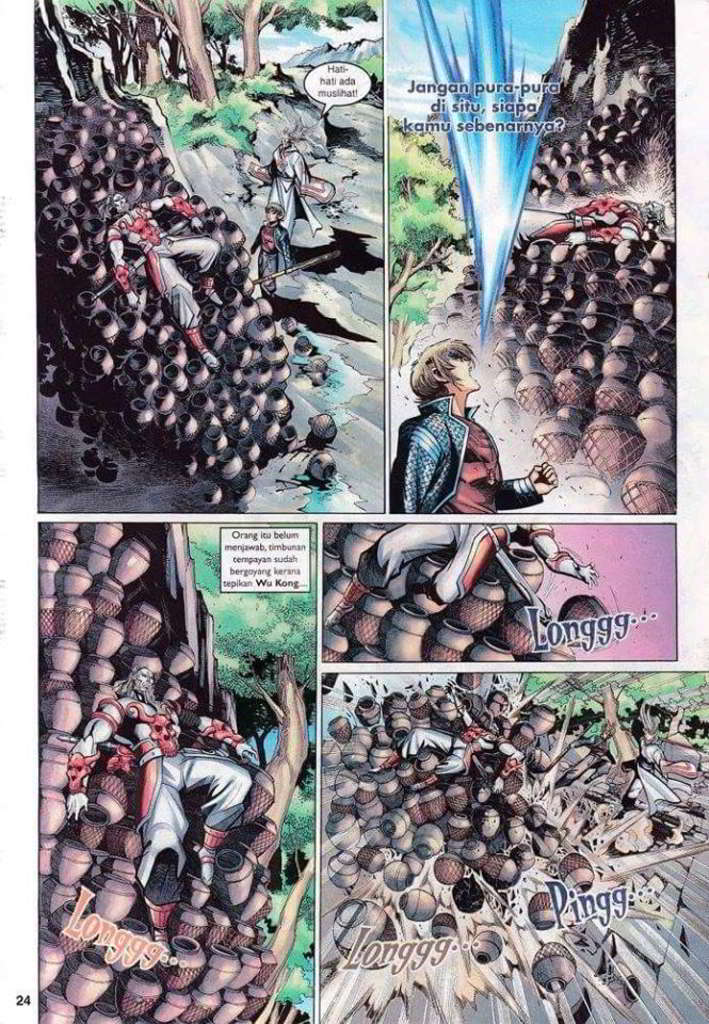 Hati-
hati ada
muslihat!
Jangan pura-pura
di situ, siapa
kamu sebenarnya?
Orang itu belum
menjawab, timbunan
tempayan sudah
bergoyang kerana
tepikan Wu Kong....
Longgg...
Longgg...
Pingg...
Longgg...
24